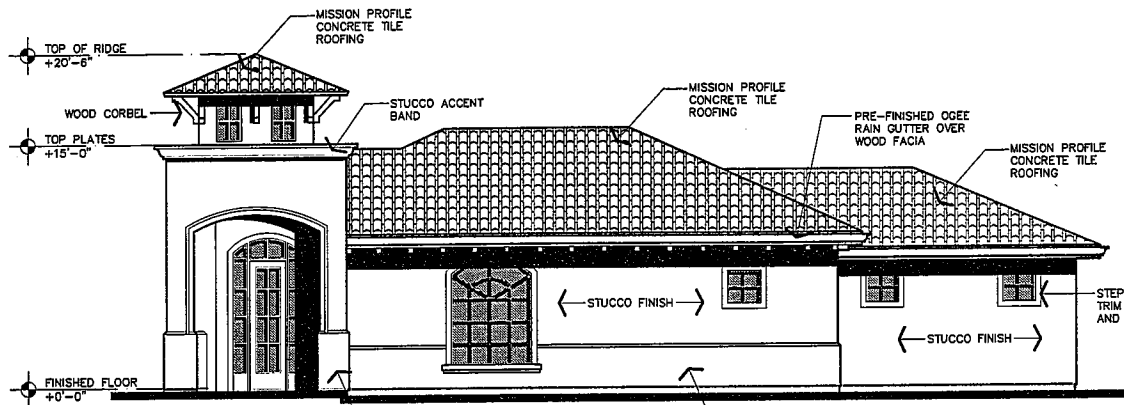 MISSION PROFILE
CONCRETE TILE
ROOFING
TOP OF RIDGE
+20'-6"
WOOD CORBEL
STUCCO ACCENT
BAND
TOP PLATES
+15'-0"
MISSION PROFILE
CONCRETE TILE
ROOFING
PRE-FINISHED OGEE
RAIN GUTTER OVER
WOOD FACIA
MISSION PROFILE
CONCRETE TILE
ROOFING
STUCCO FINISH
STEP
TRIM
AND
STUCCO FINISH
FINISHED FLOOR
+0'-0"